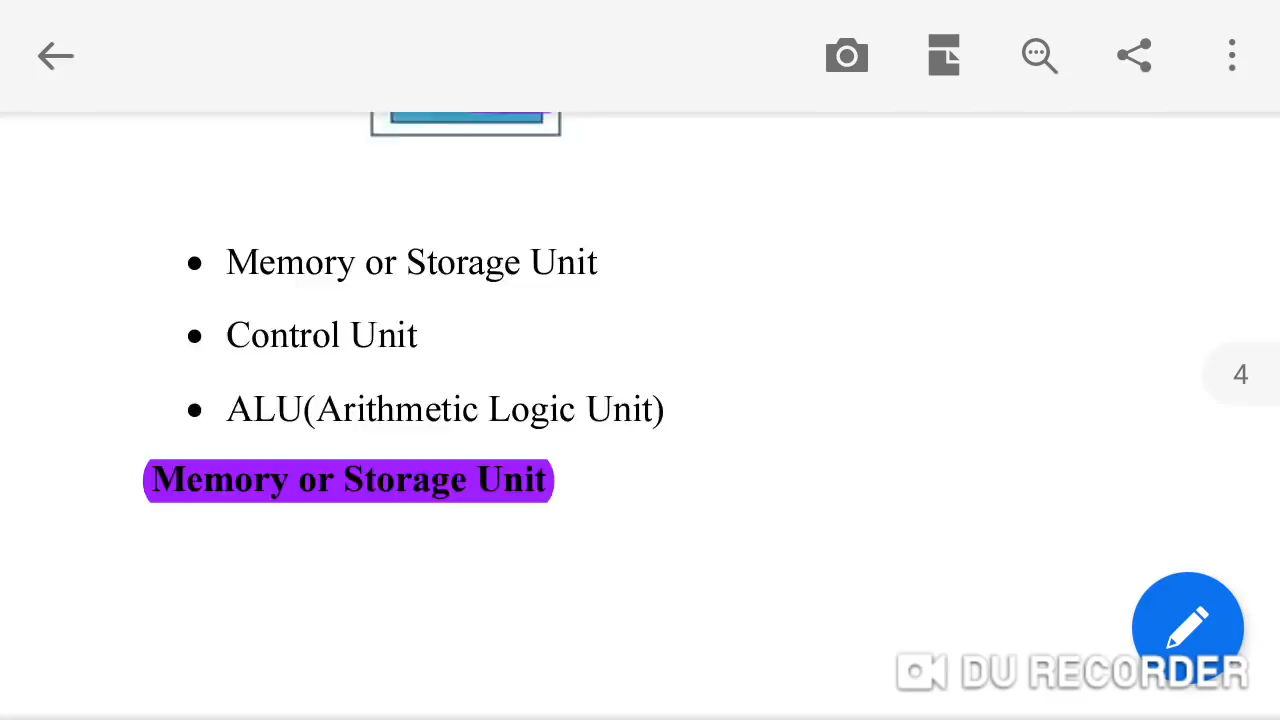 • Memory or Storage Unit
• Control Unit
• ALU(Arithmetic Logic Unit)
4
Memory or Storage Unit
DU RECORDER